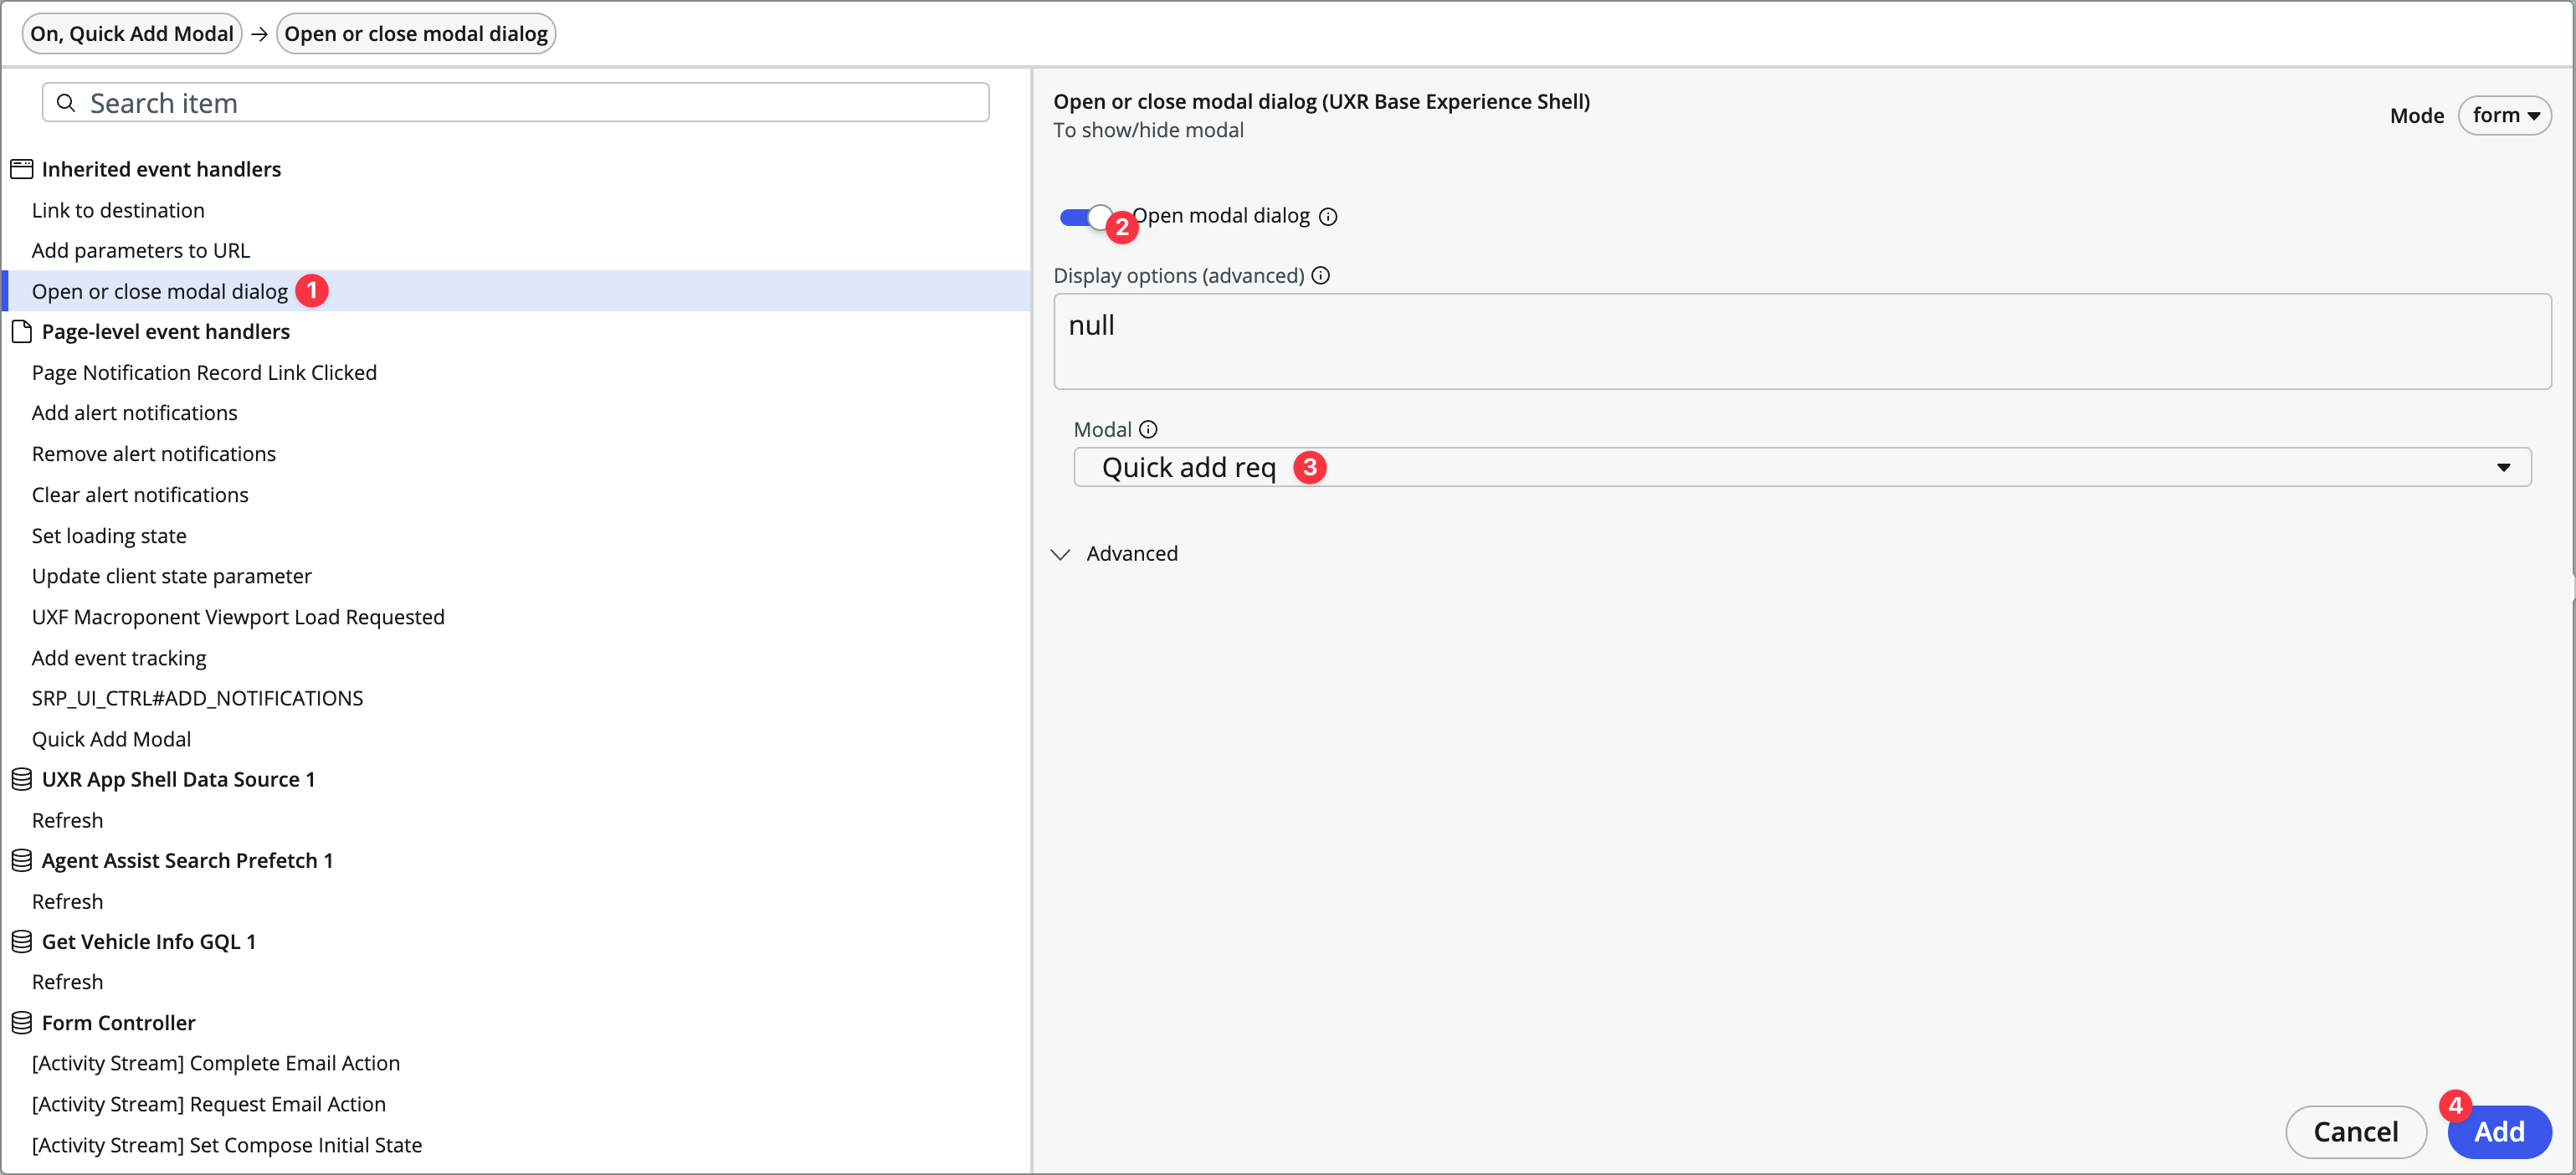 On, Quick Add Modal → Open or close modal dialog
Search item
Inherited event handlers
Link to destination
Add parameters to URL
Open or close modal dialog 1
Page-level event handlers
Page Notification Record Link Clicked
Add alert notifications
Remove alert notifications
Clear alert notifications
Set loading state
Update client state parameter
UXF Macroponent Viewport Load Requested
Add event tracking
SRP_UI_CTRL#ADD_NOTIFICATIONS
Quick Add Modal
UXR App Shell Data Source 1
Refresh
Agent Assist Search Prefetch 1
Refresh
Get Vehicle Info GQL 1
Refresh
Form Controller
[Activity Stream] Complete Email Action
[Activity Stream] Request Email Action
[Activity Stream] Set Compose Initial State
Open or close modal dialog (UXR Base Experience Shell)
To show/hide modal
Mode form
2 Open modal dialog
Display options (advanced)
null
Modal
Quick add req 3
Advanced
4
Cancel Add